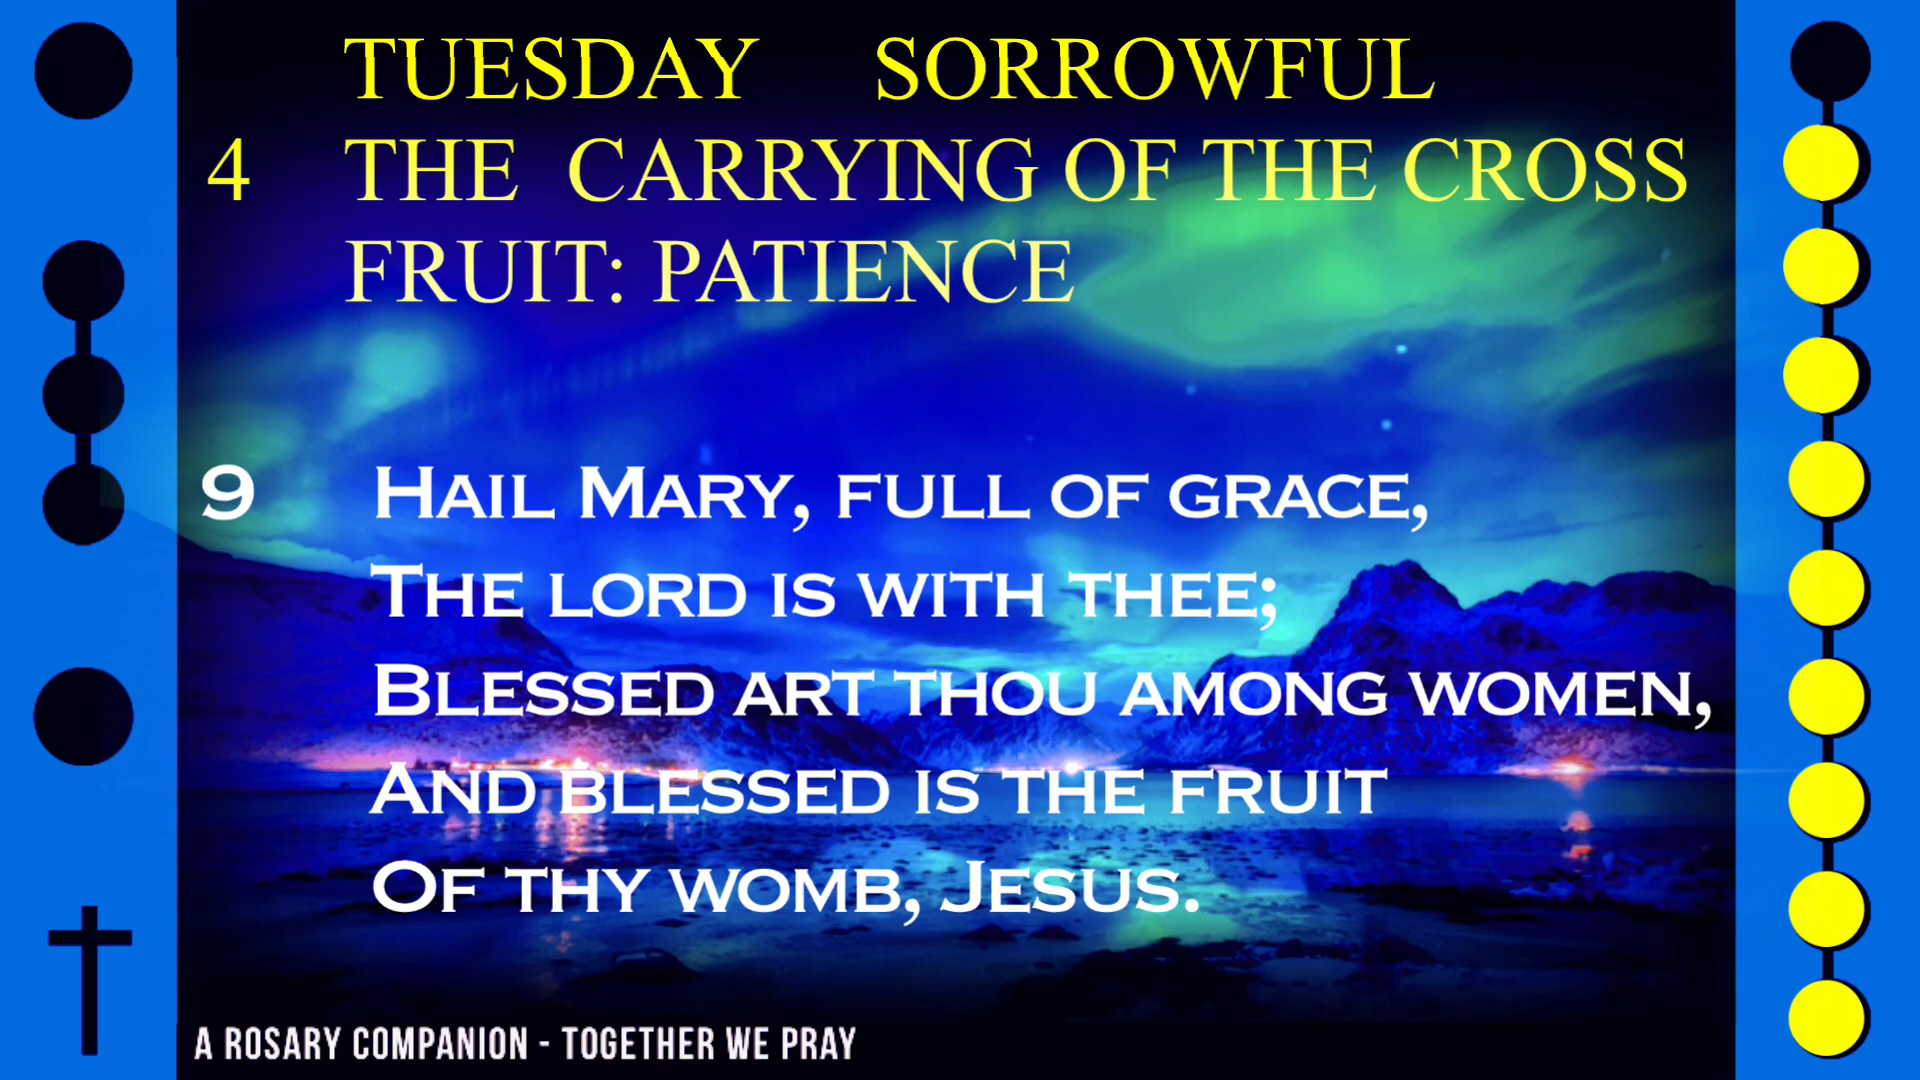 TUESDAY SORROWFUL
4 THE CARRYING OF THE CROSS
FRUIT: PATIENCE
9 HAIL MARY, FULL OF GRACE,
THE LORD IS WITH THEE;
BLESSED ART THOU AMONG WOMEN,
AND BLESSED IS THE FRUIT
OF THY WOMB, JESUS.
A ROSARY COMPANION - TOGETHER WE PRAY